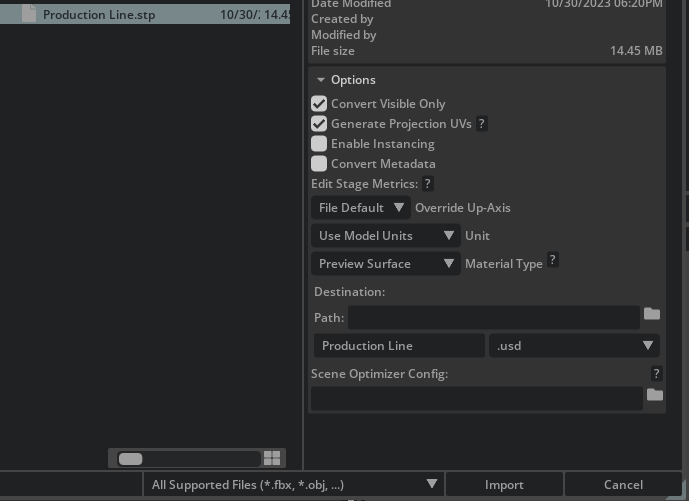 Production Line.stp 10/30/: 14.45
Date Modified 10/30/2023 06:20PM
Created by
Modified by
File size 14.45 MB
Options
Convert Visible Only
Generate Projection UVs ?
Enable Instancing
Convert Metadata
Edit Stage Metrics: ?
File Default Override Up-Axis
Use Model Units Unit
Preview Surface Material Type ?
Destination:
Path:
Production Line .usd
Scene Optimizer Config: ?
All Supported Files (*.fbx, *.obj, ...) Import Cancel